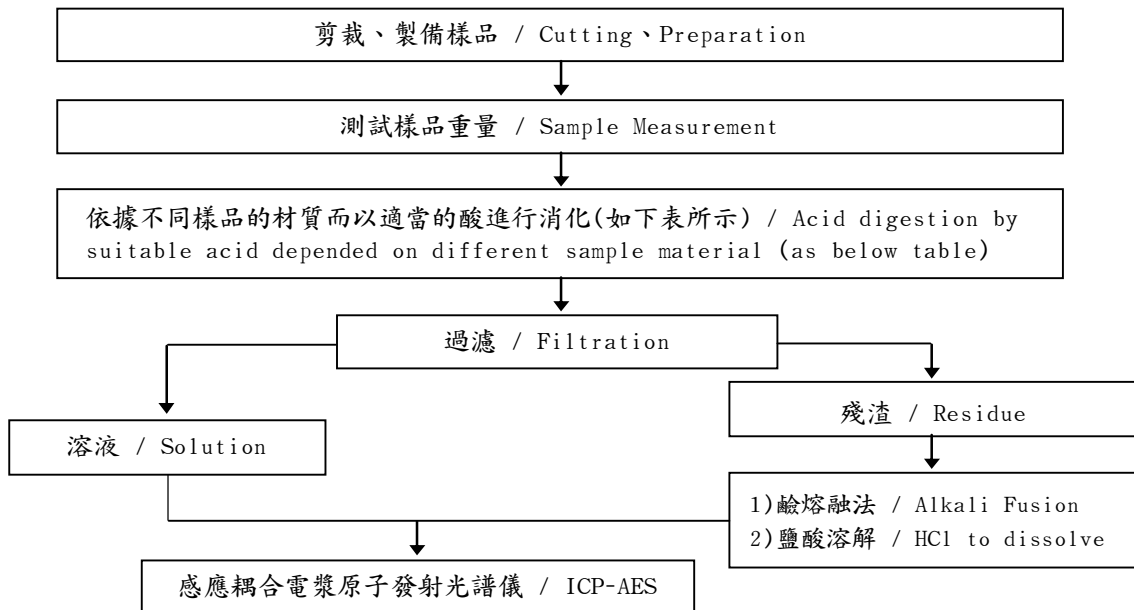 剪裁、製備樣品 / Cutting、Preparation
測試樣品重量 / Sample Measurement
依據不同樣品的材質而以適當的酸進行消化(如下表所示) / Acid digestion by
suitable acid depended on different sample material (as below table)
過濾 / Filtration
溶液 / Solution
殘渣 / Residue
1)鹼熔融法 / Alkali Fusion
2)鹽酸溶解 / HCl to dissolve
感應耦合電漿原子發射光譜儀 / ICP-AES